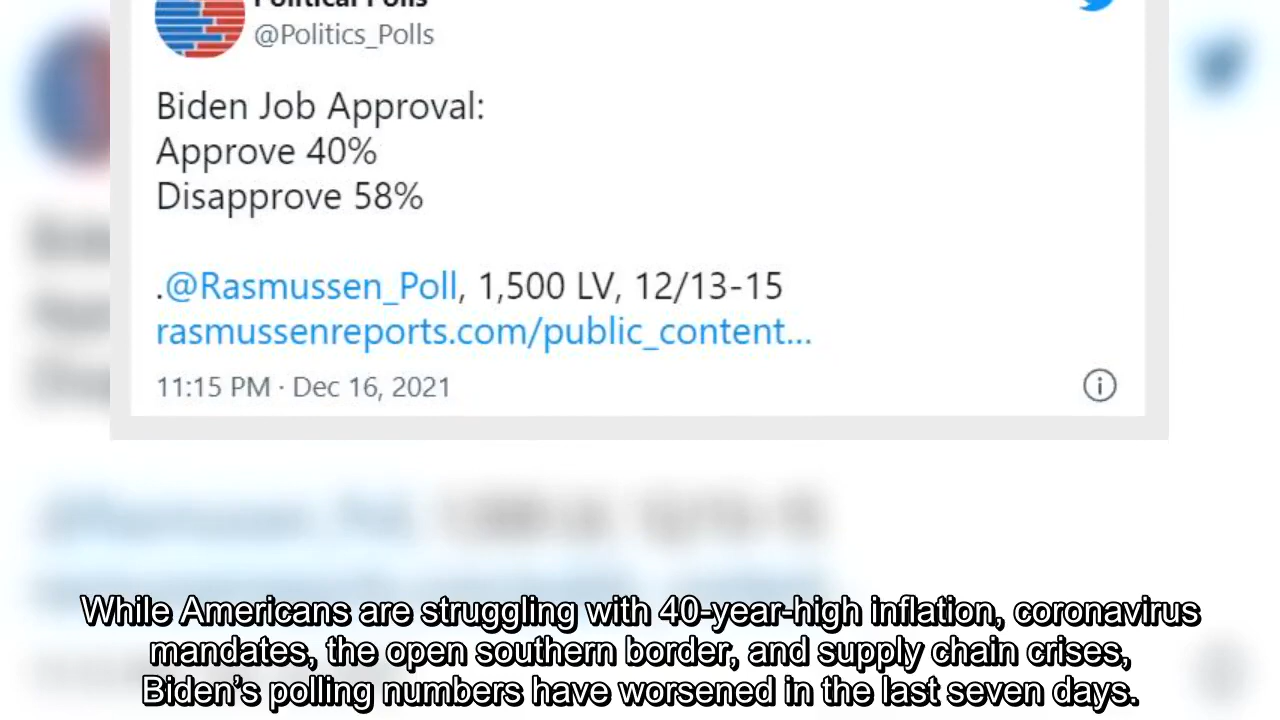 Political Polls
@Politics_Polls
Biden Job Approval:
Approve 40%
Disapprove 58%
.@Rasmussen_Poll, 1,500 LV, 12/13-15
rasmussenreports.com/public_content...
11:15 PM · Dec 16, 2021
While Americans are struggling with 40-year-high inflation, coronavirus
mandates, the open southern border, and supply chain crises,
Biden’s polling numbers have worsened in the last seven days.